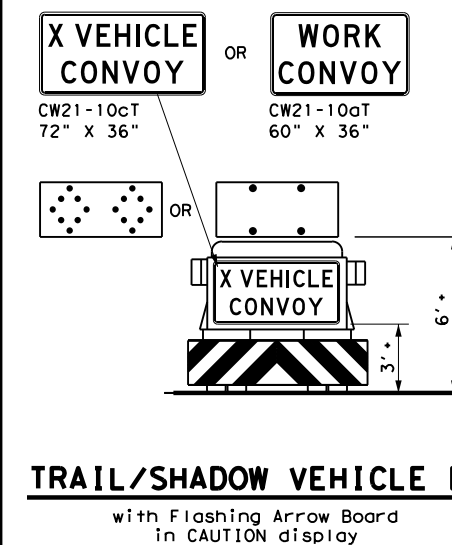 X VEHICLE
CONVOY
OR
WORK
CONVOY
CW21-10cT
72" X 36"
CW21-10aT
60" X 36"
OR
X VEHICLE
CONVOY
6' +
3' +
TRAIL/SHADOW VEHICLE
with Flashing Arrow Board
in CAUTION display